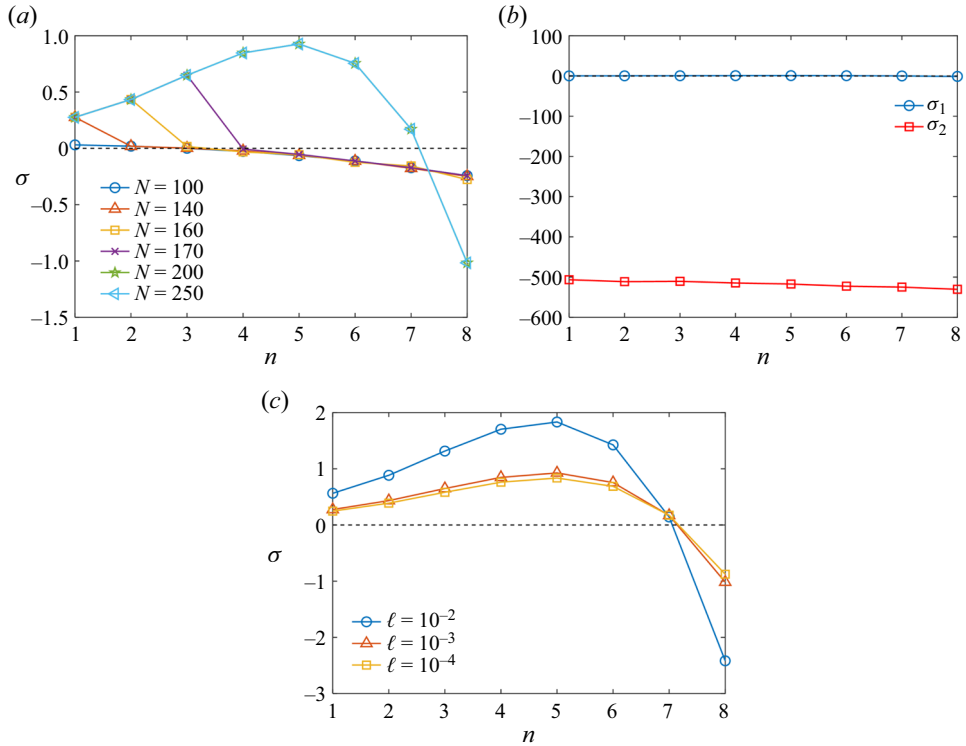 (a)
1.0
0.5
0
–0.5
–1.0
–1.5
σ
N = 100
N = 140
N = 160
N = 170
N = 200
N = 250
1 2 3 4 5 6 7 8
n
(b)
100
0
–100
–200
–300
–400
–500
–600
σ1
σ2
1 2 3 4 5 6 7 8
n
(c)
2
1
0
–1
–2
–3
σ
ℓ = 10–2
ℓ = 10–3
ℓ = 10–4
1 2 3 4 5 6 7 8
n